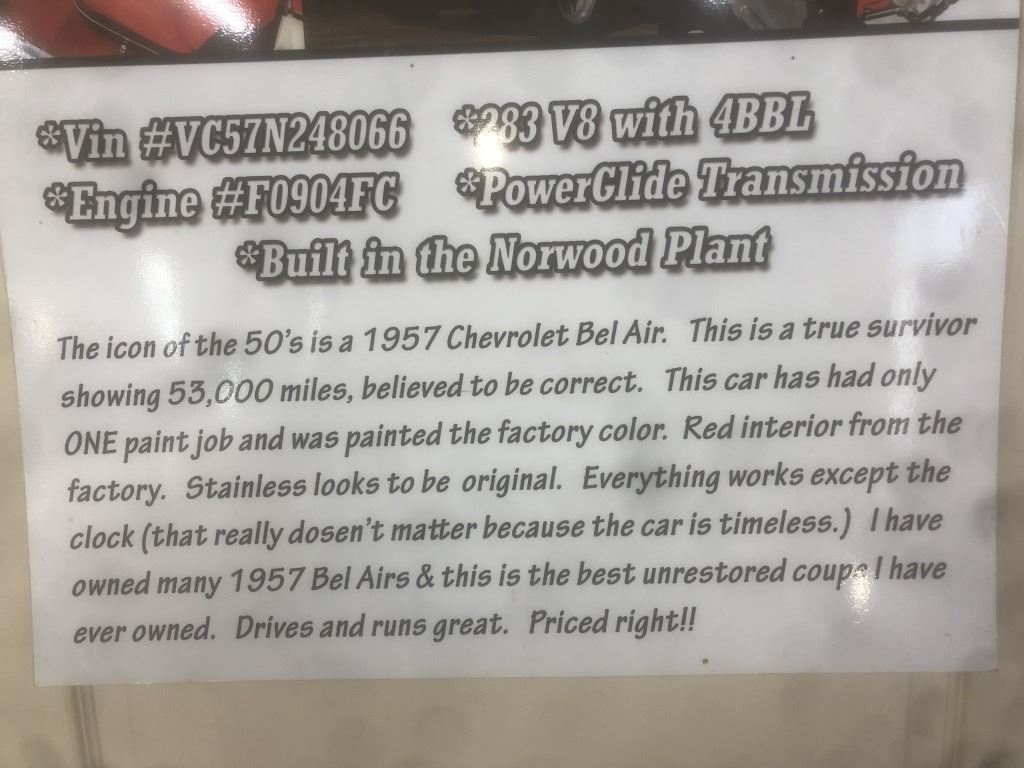 *Vin #VC57N248066 *283 V8 with 4BBL
*Engine #F0904FC *PowerGlide Transmission
*Built in the Norwood Plant
The icon of the 50's is a 1957 Chevrolet Bel Air. This is a true survivor
showing 53,000 miles, believed to be correct. This car has had only
ONE paint job and was painted the factory color. Red interior from the
factory. Stainless looks to be original. Everything works except the
clock (that really dosen't matter because the car is timeless.) I have
owned many 1957 Bel Airs & this is the best unrestored coupe I have
ever owned. Drives and runs great. Priced right!!